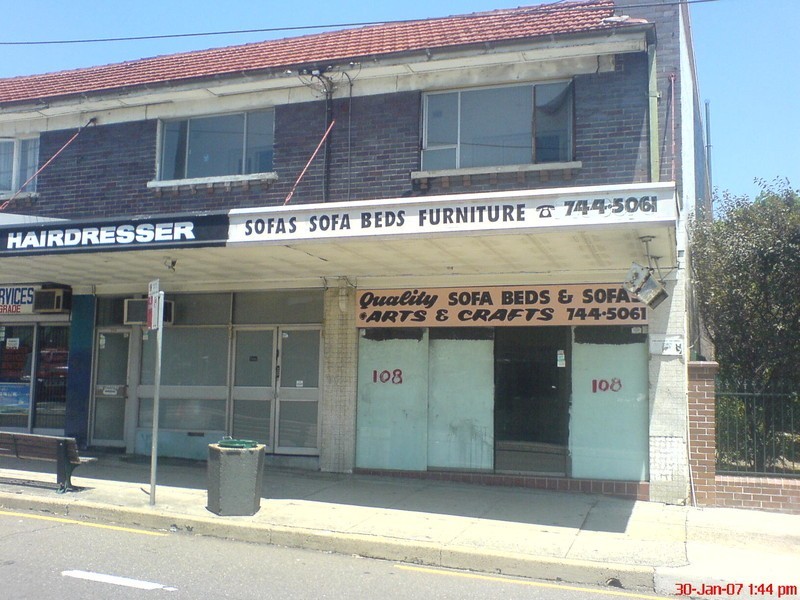 HAIRDRESSER
SOFAS SOFA BEDS FURNITURE ☎ 744·5061
RVICES
GRADE
Quality SOFA BEDS & SOFAS
*ARTS & CRAFTS 744·5061
108
108
30-Jan-07 1:44 pm